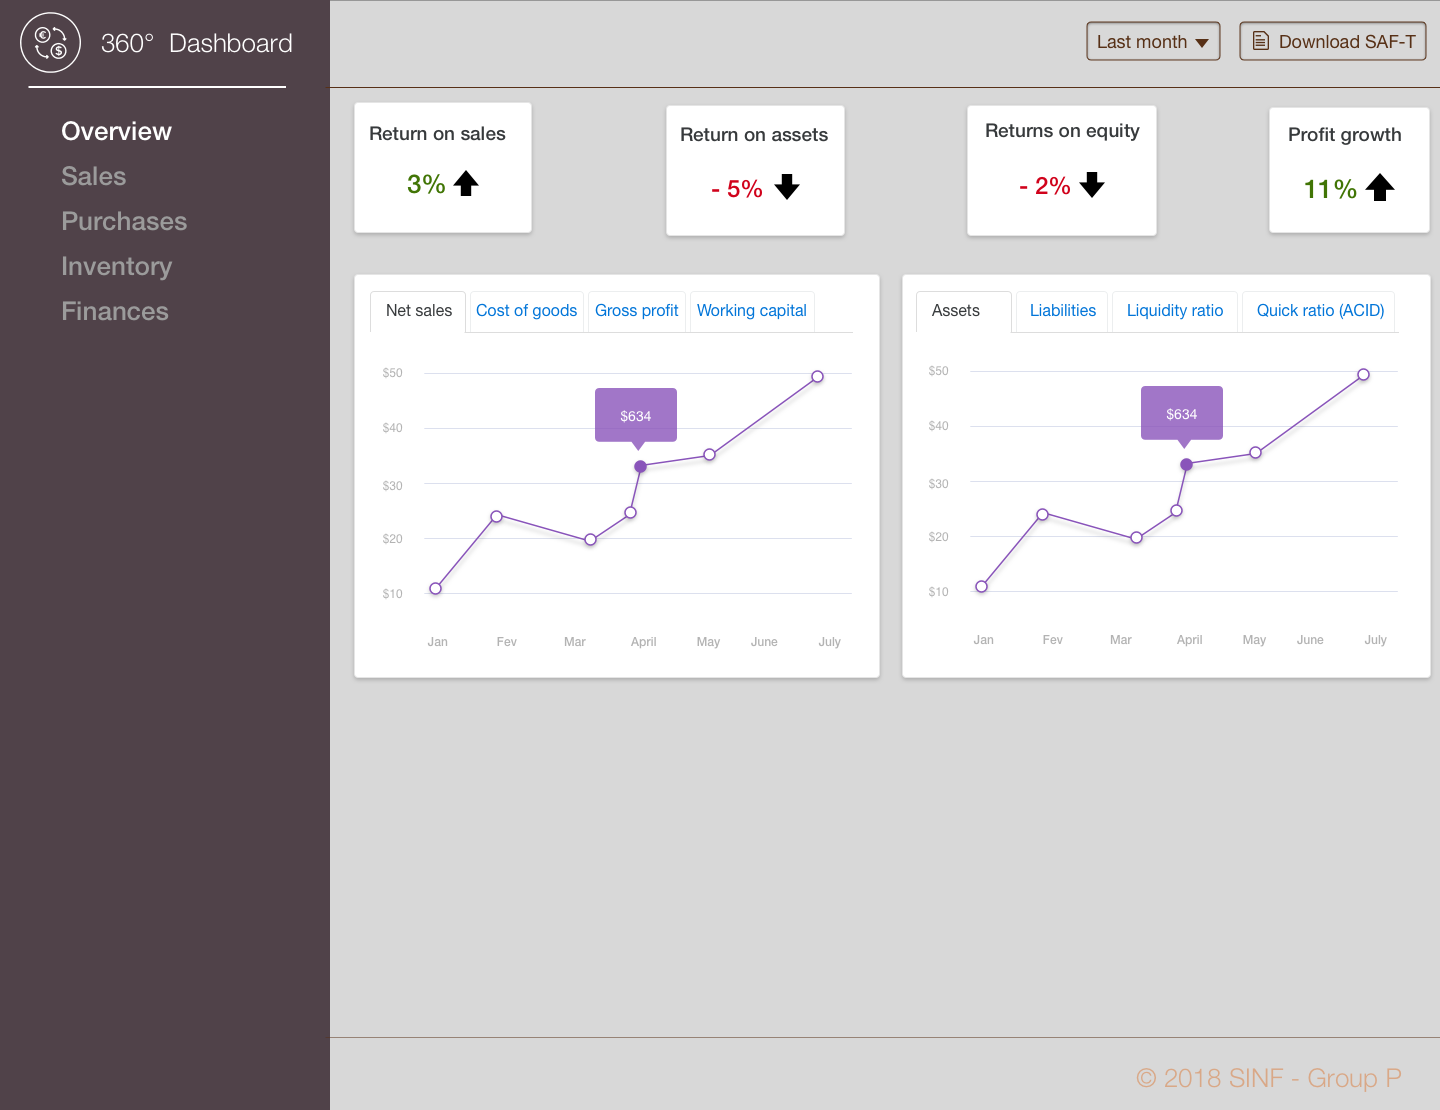 360° Dashboard
Last month
Download SAF-T
Overview
Sales
Purchases
Inventory
Finances
Return on sales
3%
Return on assets
- 5%
Returns on equity
- 2%
Profit growth
11%
Net sales Cost of goods Gross profit Working capital
$50
$40
$30
$20
$10
$634
Jan Fev Mar April May June July
Assets Liabilities Liquidity ratio Quick ratio (ACID)
$50
$40
$30
$20
$10
$634
Jan Fev Mar April May June July
© 2018 SINF - Group P